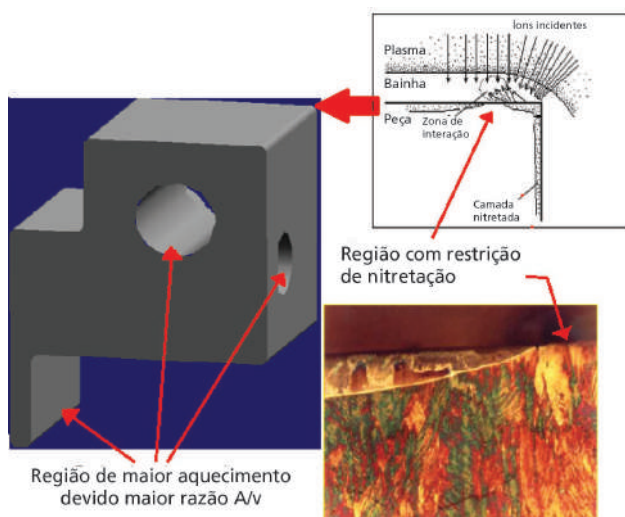 Íons incidentes
Plasma
Bainha
Peça
Zona de
interação
Camada
nitretada
Região com restrição
de nitretação
Região de maior aquecimento
devido maior razão A/v